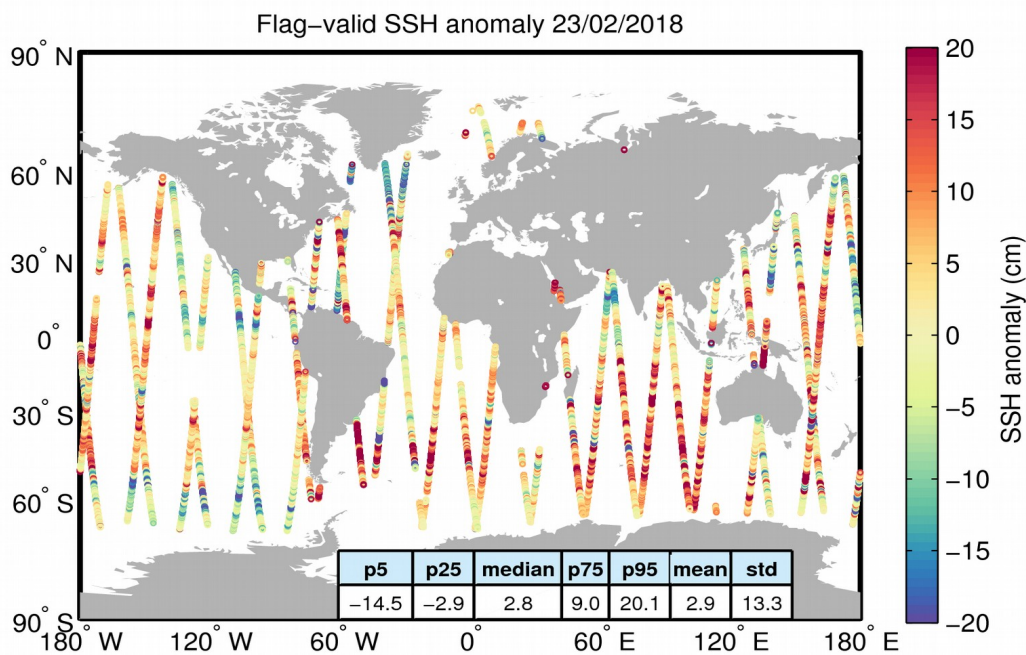 Flag−valid SSH anomaly 23/02/2018
90° N
60° N
30° N
0°
30° S
60° S
90° S
180° W 120° W 60° W 0° 60° E 120° E 180° E
p5 p25 median p75 p95 mean std
−14.5 −2.9 2.8 9.0 20.1 2.9 13.3
20
15
10
5
0
−5
−10
−15
−20
SSH anomaly (cm)